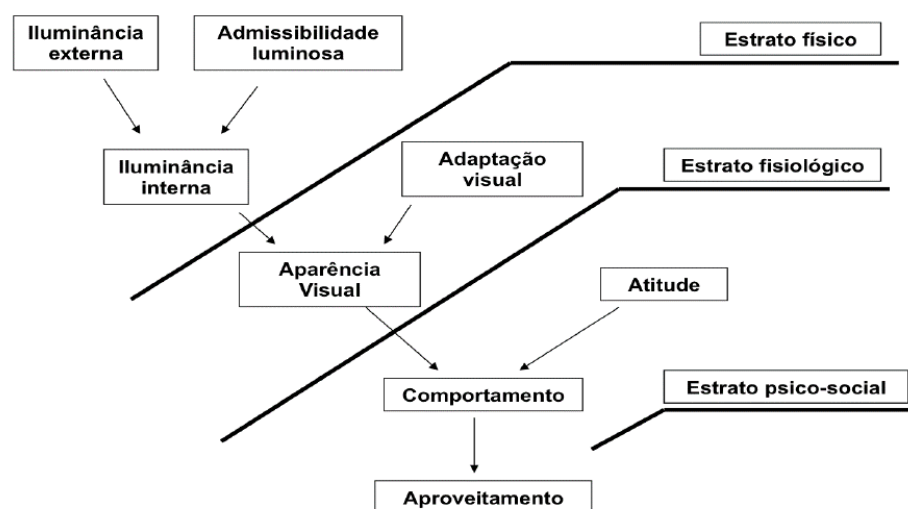 Iluminância
externa
Admissibilidade
luminosa
Estrato físico
Iluminância
interna
Adaptação
visual
Estrato fisiológico
Aparência
Visual
Atitude
Comportamento
Estrato psico-social
Aproveitamento